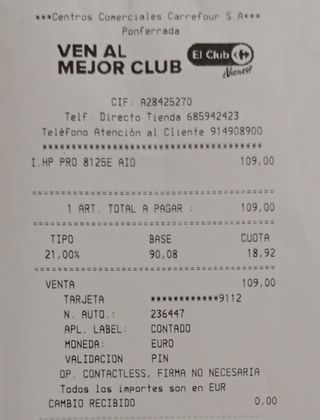 ***Centros Comerciales Carrefour S.A***
Ponferrada
VEN AL
MEJOR CLUB
El Club
¿Vienes?
CIF: A28425270
Telf. Directo Tienda 685942423
Teléfono Atención al Cliente 914908900
**************************************
I.HP PRO 8125E AIO 109,00
======================================
1 ART. TOTAL A PAGAR : 109,00
======================================
TIPO BASE CUOTA
21,00% 90,08 18,92
--------------------------------------
VENTA 109,00
TARJETA ************9112
N. AUTO.: 236447
APL. LABEL: CONTADO
MONEDA: EURO
VALIDACION PIN
OP. CONTACTLESS, FIRMA NO NECESARIA
Todos los importes son en EUR
CAMBIO RECIBIDO 0,00